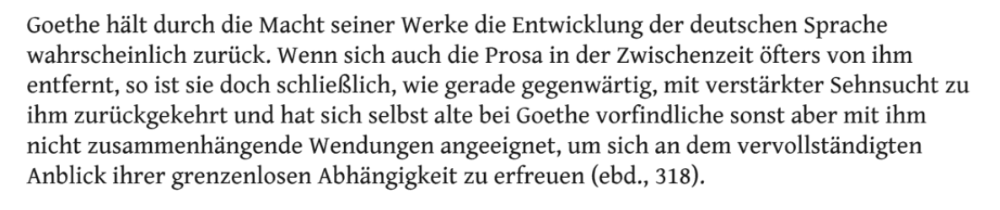 Goethe hält durch die Macht seiner Werke die Entwicklung der deutschen Sprache
wahrscheinlich zurück. Wenn sich auch die Prosa in der Zwischenzeit öfters von ihm
entfernt, so ist sie doch schließlich, wie gerade gegenwärtig, mit verstärkter Sehnsucht zu
ihm zurückgekehrt und hat sich selbst alte bei Goethe vorfindliche sonst aber mit ihm
nicht zusammenhängende Wendungen angeeignet, um sich an dem vervollständigten
Anblick ihrer grenzenlosen Abhängigkeit zu erfreuen (ebd., 318).